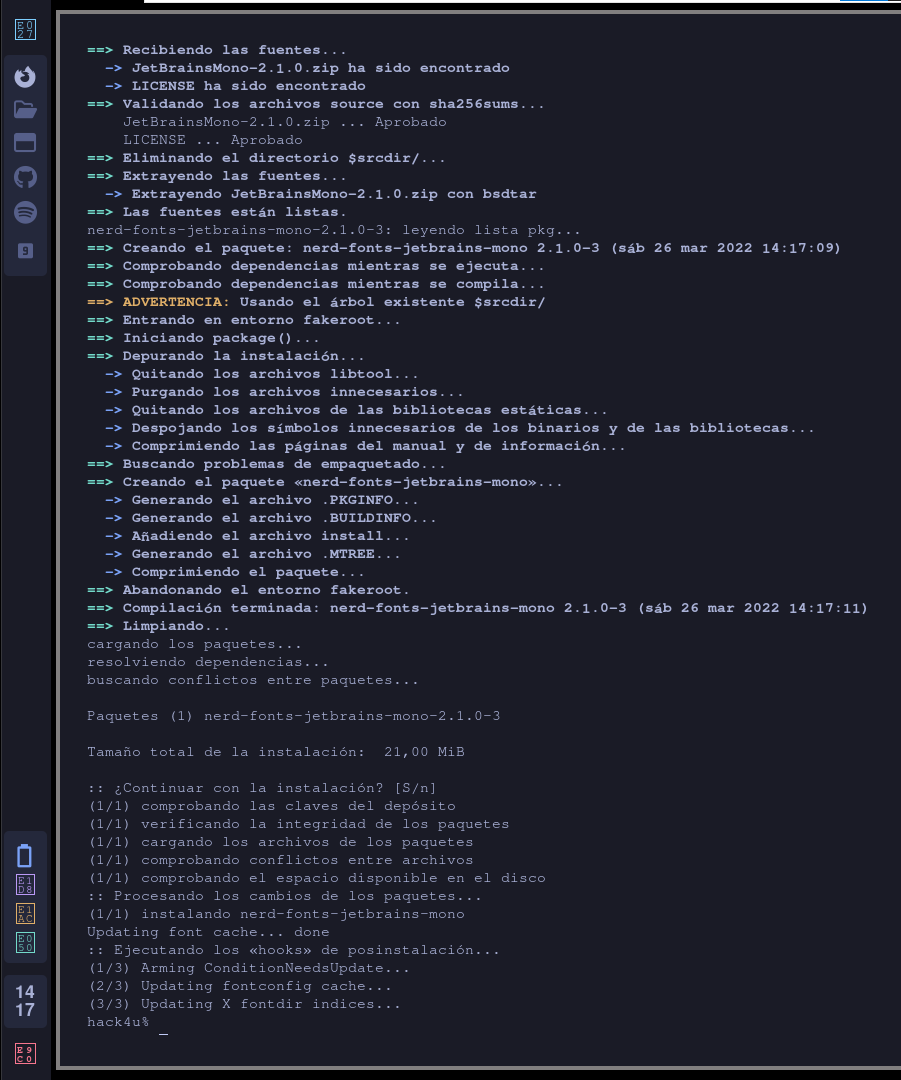 E0
27
9
==> Recibiendo las fuentes...
-> JetBrainsMono-2.1.0.zip ha sido encontrado
-> LICENSE ha sido encontrado
==> Validando los archivos source con sha256sums...
JetBrainsMono-2.1.0.zip ... Aprobado
LICENSE ... Aprobado
==> Eliminando el directorio $srcdir/...
==> Extrayendo las fuentes...
-> Extrayendo JetBrainsMono-2.1.0.zip con bsdtar
==> Las fuentes están listas.
nerd-fonts-jetbrains-mono-2.1.0-3: leyendo lista pkg...
==> Creando el paquete: nerd-fonts-jetbrains-mono 2.1.0-3 (sáb 26 mar 2022 14:17:09)
==> Comprobando dependencias mientras se ejecuta...
==> Comprobando dependencias mientras se compila...
==> ADVERTENCIA: Usando el árbol existente $srcdir/
==> Entrando en entorno fakeroot...
==> Iniciando package()...
==> Depurando la instalación...
-> Quitando los archivos libtool...
-> Purgando los archivos innecesarios...
-> Quitando los archivos de las bibliotecas estáticas...
-> Despojando los símbolos innecesarios de los binarios y de las bibliotecas...
-> Comprimiendo las páginas del manual y de información...
==> Buscando problemas de empaquetado...
==> Creando el paquete «nerd-fonts-jetbrains-mono»...
-> Generando el archivo .PKGINFO...
-> Generando el archivo .BUILDINFO...
-> Añadiendo el archivo install...
-> Generando el archivo .MTREE...
-> Comprimiendo el paquete...
==> Abandonando el entorno fakeroot.
==> Compilación terminada: nerd-fonts-jetbrains-mono 2.1.0-3 (sáb 26 mar 2022 14:17:11)
==> Limpiando...
cargando los paquetes...
resolviendo dependencias...
buscando conflictos entre paquetes...
Paquetes (1) nerd-fonts-jetbrains-mono-2.1.0-3
Tamaño total de la instalación:  21,00 MiB
:: ¿Continuar con la instalación? [S/n]
(1/1) comprobando las claves del depósito
(1/1) verificando la integridad de los paquetes
(1/1) cargando los archivos de los paquetes
(1/1) comprobando conflictos entre archivos
(1/1) comprobando el espacio disponible en el disco
:: Procesando los cambios de los paquetes...
(1/1) instalando nerd-fonts-jetbrains-mono
Updating font cache... done
:: Ejecutando los «hooks» de posinstalación...
(1/3) Arming ConditionNeedsUpdate...
(2/3) Updating fontconfig cache...
(3/3) Updating X fontdir indices...
hack4u% _
E1
D8
E1
AC
E0
50
14
17
E9
C0